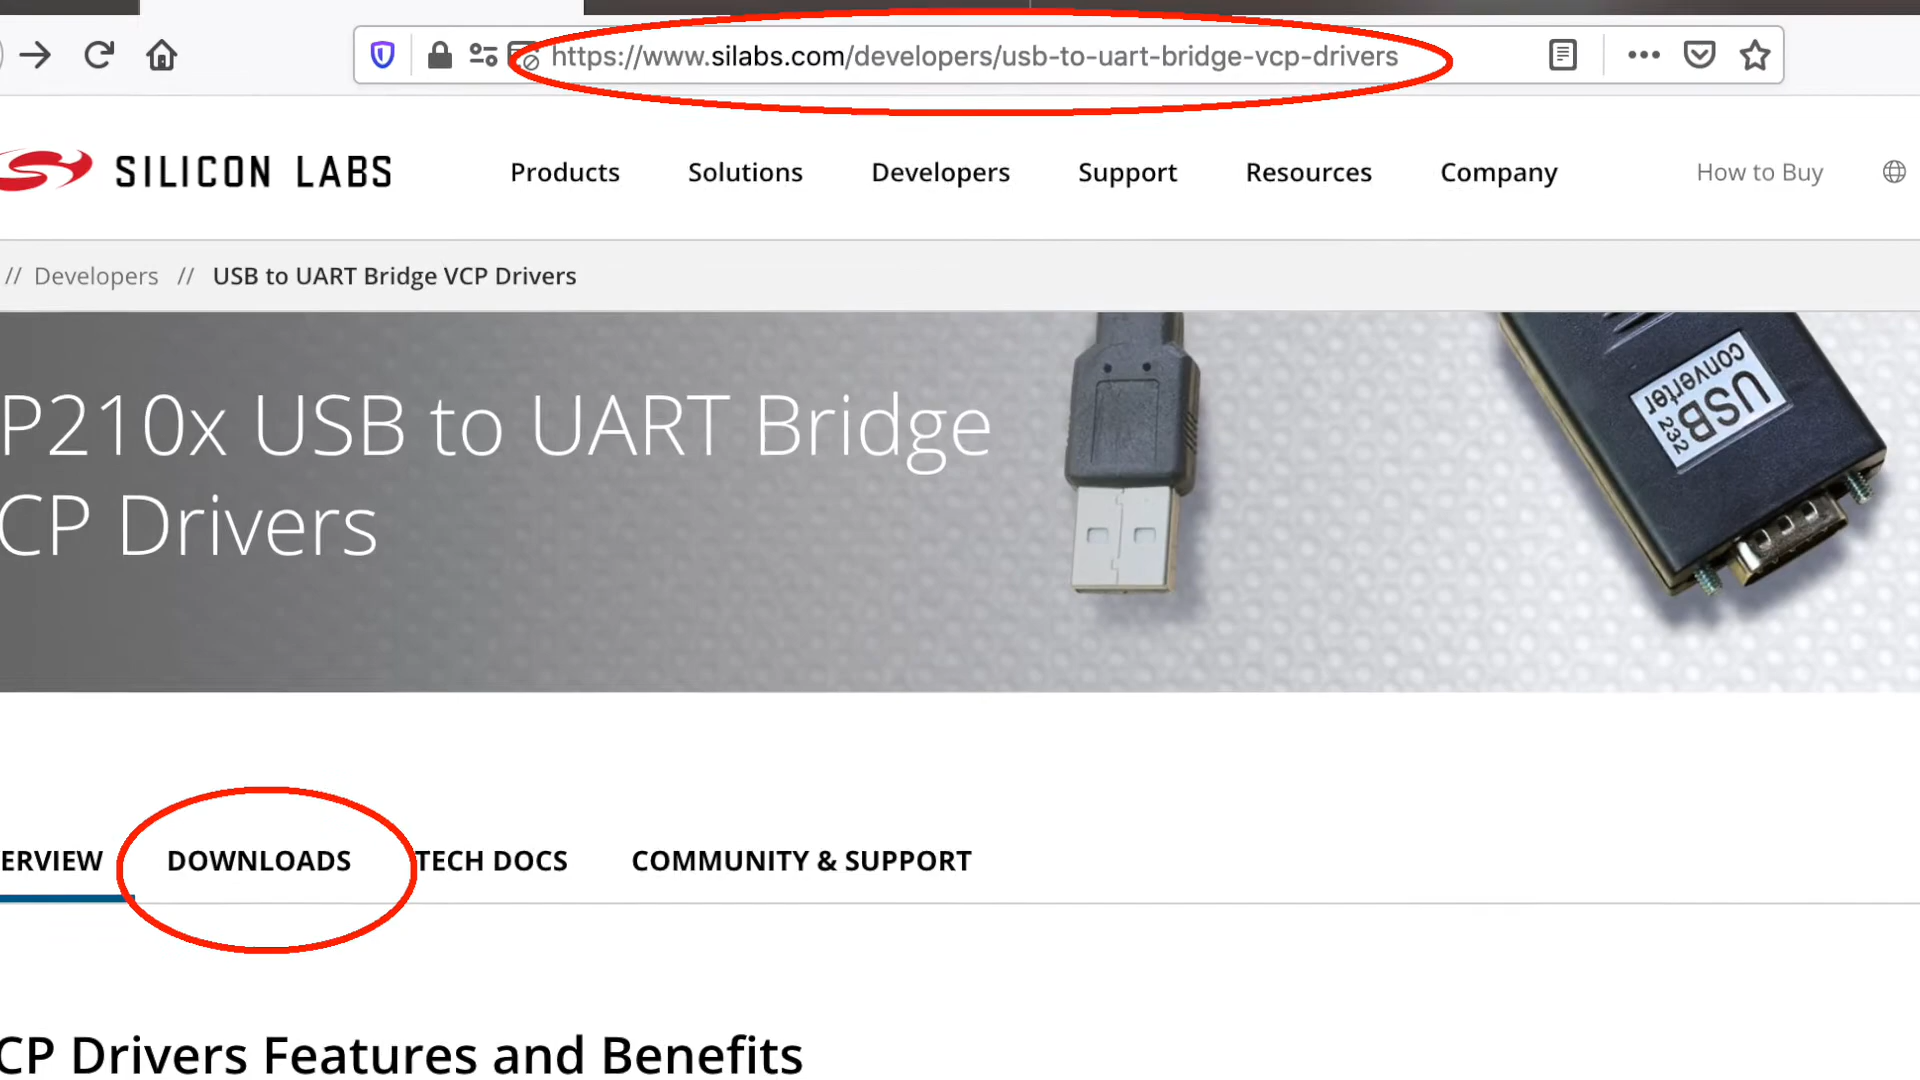 https://www.silabs.com/developers/usb-to-uart-bridge-vcp-drivers
SILICON LABS
Products Solutions Developers Support Resources Company How to Buy
// Developers // USB to UART Bridge VCP Drivers
P210x USB to UART Bridge
CP Drivers
USB
232
converter
ERVIEW DOWNLOADS TECH DOCS COMMUNITY & SUPPORT
CP Drivers Features and Benefits